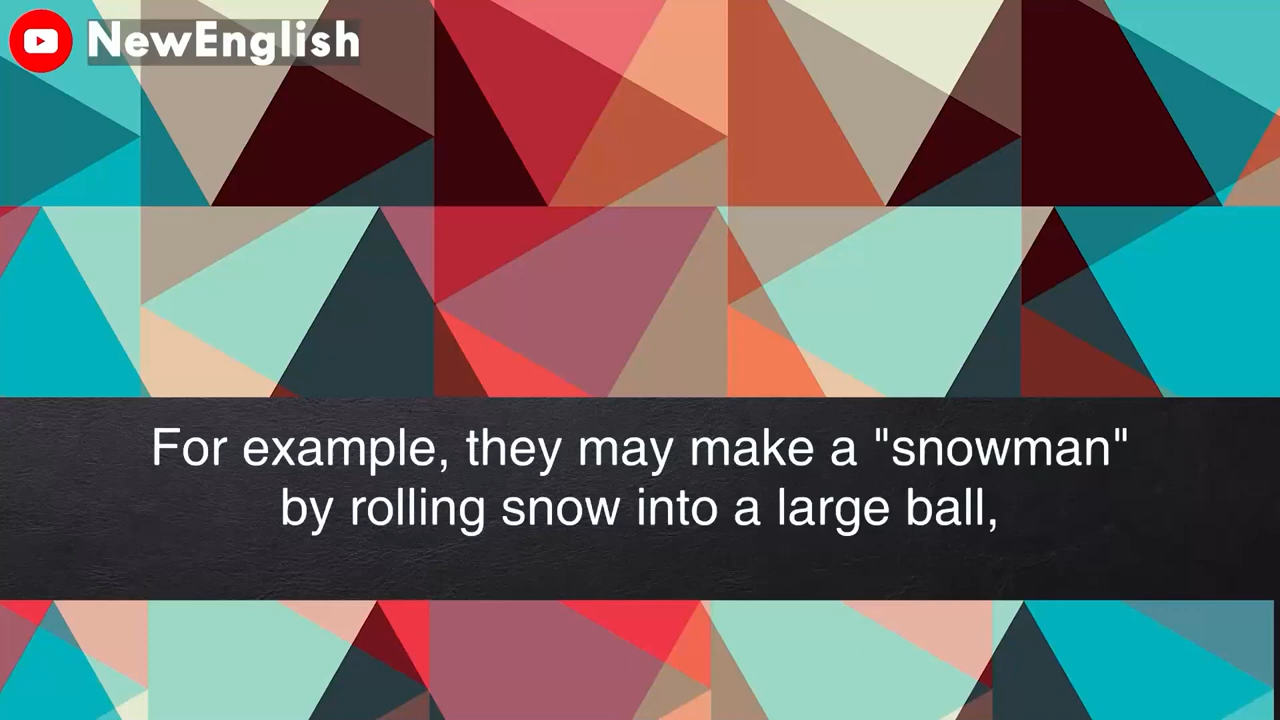 NewEnglish
For example, they may make a "snowman"
by rolling snow into a large ball,